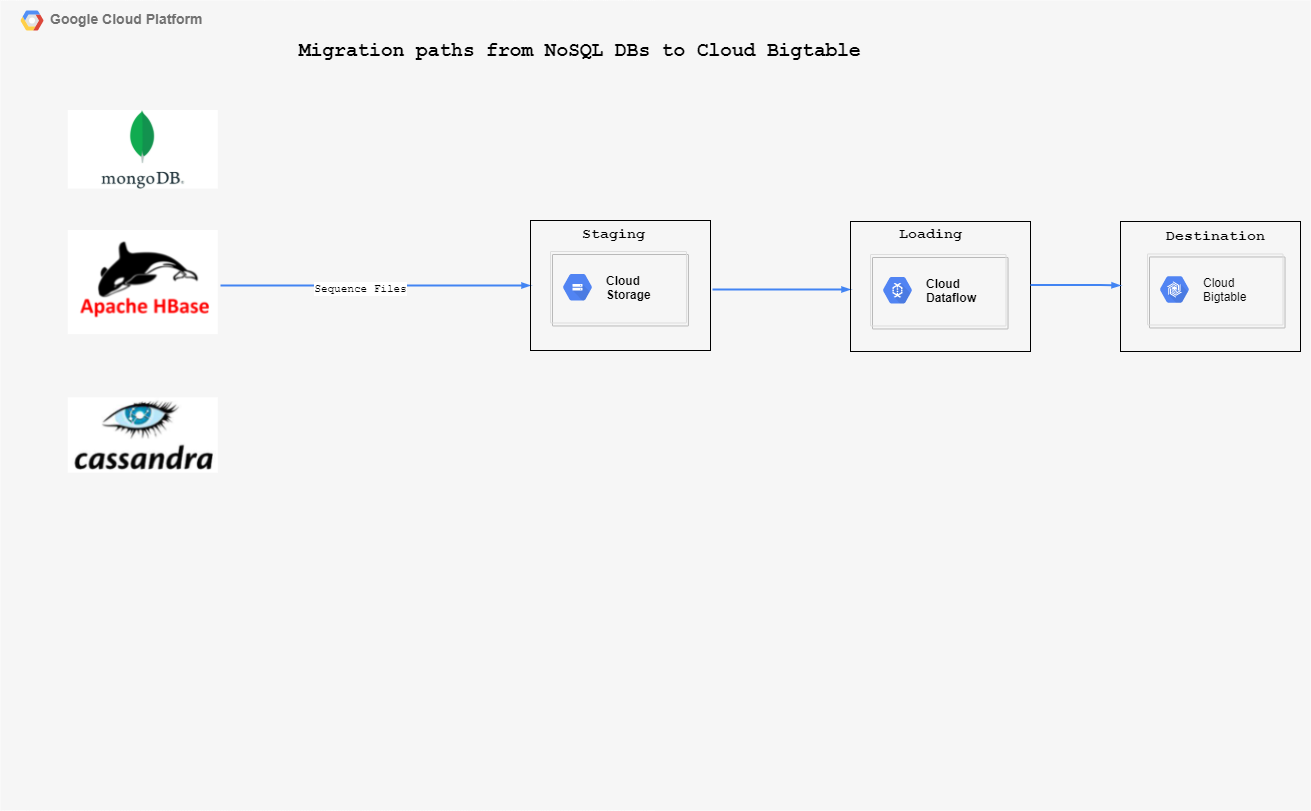 Google Cloud Platform
Migration paths from NoSQL DBs to Cloud Bigtable
mongoDB.
Apache HBase
Sequence Files
Staging
Cloud
Storage
Loading
Cloud
Dataflow
Destination
Cloud
Bigtable
cassandra